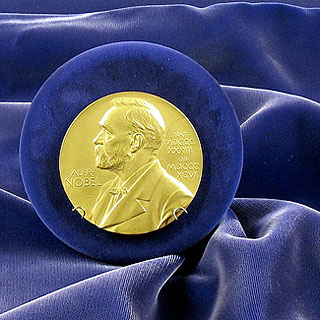 ALFR·
NOBEL
NAT·
MDCCC
XXXIII
OB·
MDCCC
XCVI